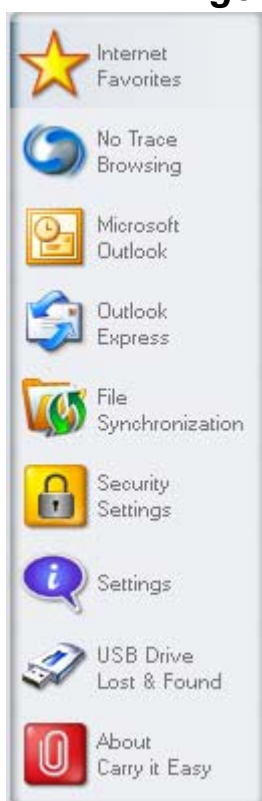 Internet
Favorites
No Trace
Browsing
Microsoft
Outlook
Outlook
Express
File
Synchronization
Security
Settings
Settings
USB Drive
Lost & Found
About
Carry it Easy